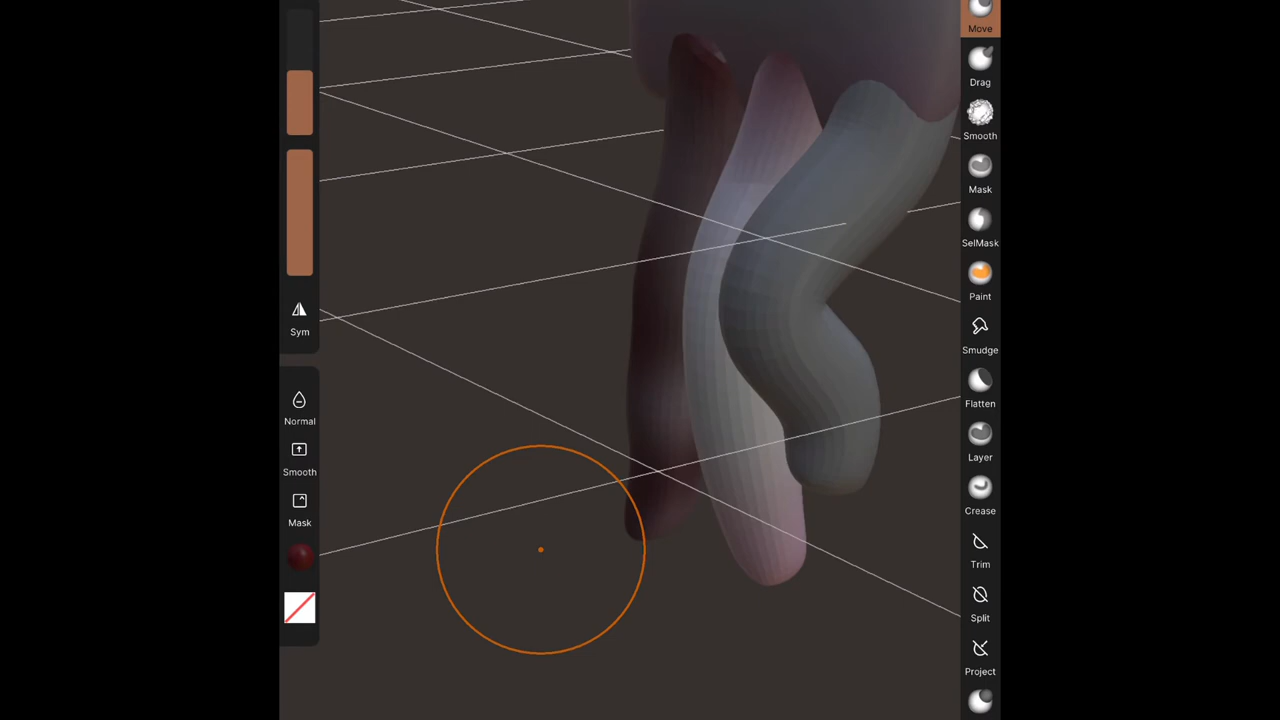 Sym
Normal
Smooth
Mask
Move
Drag
Smooth
Mask
SelMask
Paint
Smudge
Flatten
Layer
Crease
Trim
Split
Project